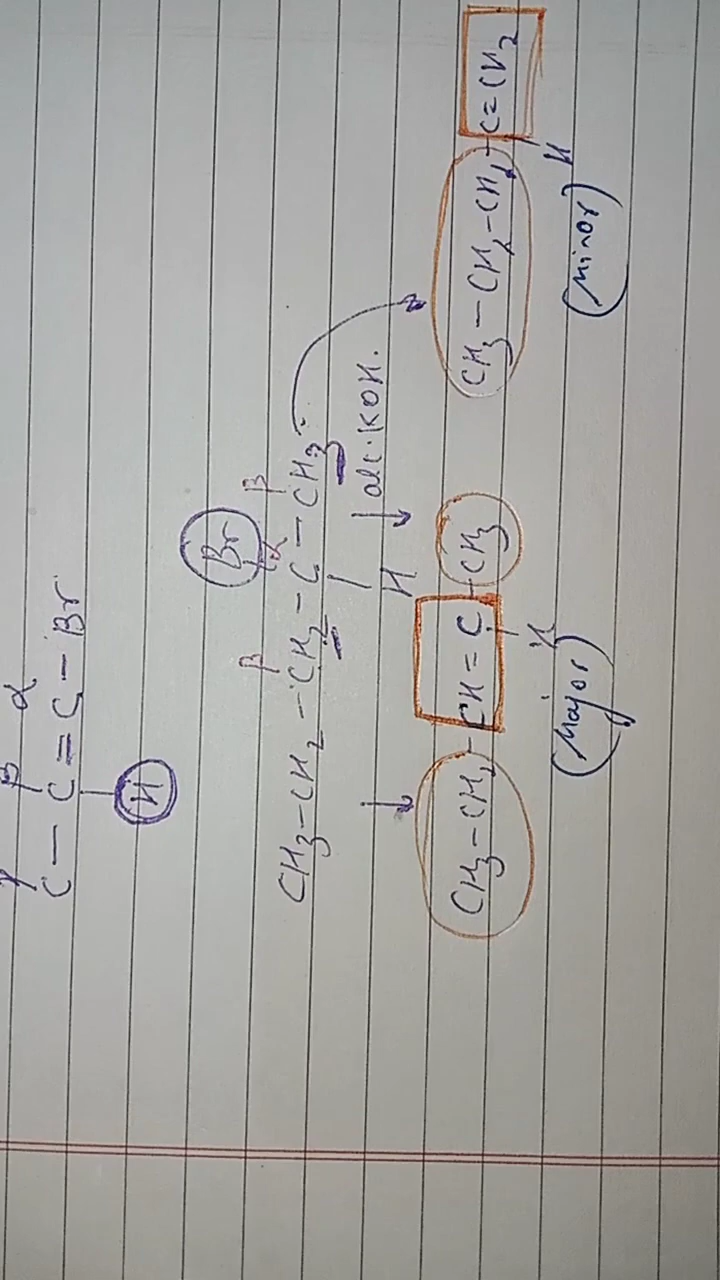 γ β α
C — C = C — Br
H
Br
β α β
CH3 — CH2 — CH2 — C — CH3
H
alc. KOH.
CH3 — CH2 — CH = C — CH3 CH3 — CH2 — CH2 — C = CH2
H H
(Major) (Minor)